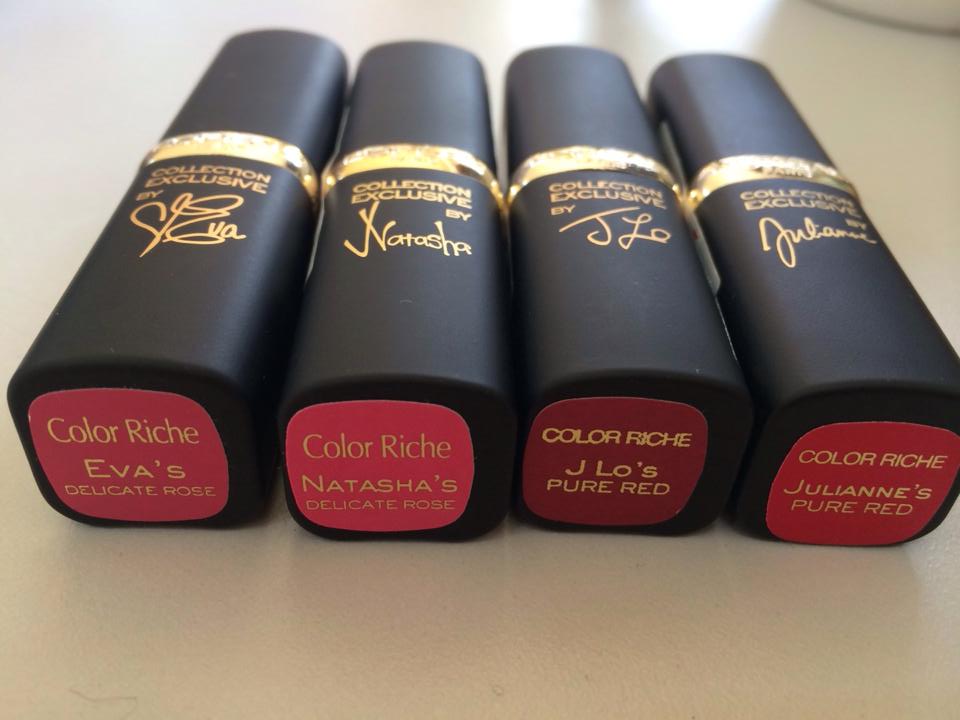 COLLECTION
EXCLUSIVE
BY
Eva
Color Riche
EVA'S
DELICATE ROSE
COLLECTION
EXCLUSIVE
BY
Natasha
Color Riche
NATASHA'S
DELICATE ROSE
COLLECTION
EXCLUSIVE
BY
J Lo
COLOR RICHE
J LO'S
PURE RED
COLLECTION
EXCLUSIVE
BY
Julianne
COLOR RICHE
JULIANNE'S
PURE RED